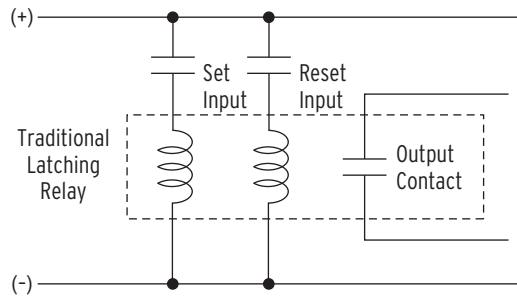 (+)
Set
Input
Reset
Input
Traditional
Latching
Relay
Output
Contact
(–)